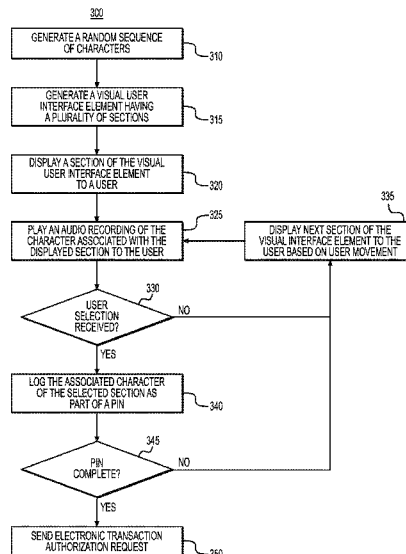 300
GENERATE A RANDOM SEQUENCE
OF CHARACTERS
310
GENERATE A VISUAL USER
INTERFACE ELEMENT HAVING
A PLURALITY OF SECTIONS
315
DISPLAY A SECTION OF THE VISUAL
USER INTERFACE ELEMENT
TO A USER
320
325
PLAY AN AUDIO RECORDING OF THE
CHARACTER ASSOCIATED WITH THE
DISPLAYED SECTION TO THE USER
335
DISPLAY NEXT SECTION OF THE
VISUAL INTERFACE ELEMENT TO THE
USER BASED ON USER MOVEMENT
330
USER
SELECTION
RECEIVED?
NO
YES
LOG THE ASSOCIATED CHARACTER
OF THE SELECTED SECTION AS
PART OF A PIN
340
345
PIN
COMPLETE?
NO
YES
SEND ELECTRONIC TRANSACTION
AUTHORIZATION REQUEST
350